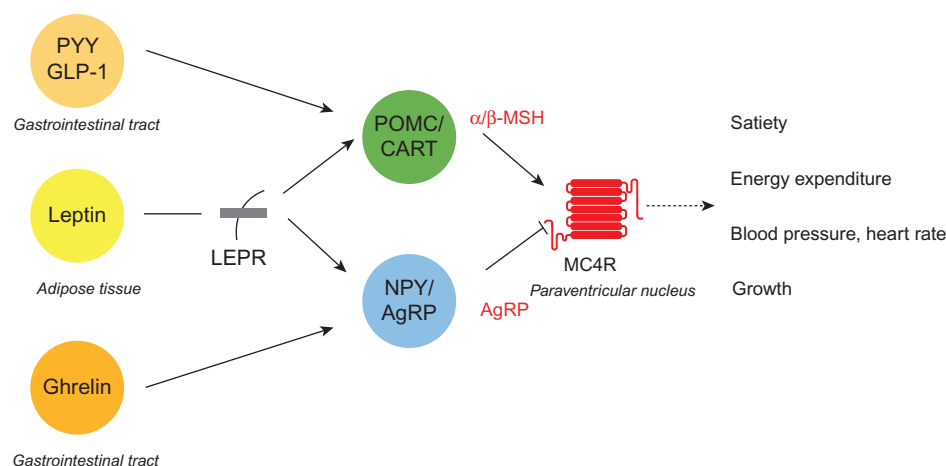 PYY
GLP-1
Gastrointestinal tract
Leptin
Adipose tissue
Ghrelin
Gastrointestinal tract
LEPR
POMC/
CART
NPY/
AgRP
α/β-MSH
AgRP
MC4R
Paraventricular nucleus
Satiety
Energy expenditure
Blood pressure, heart rate
Growth